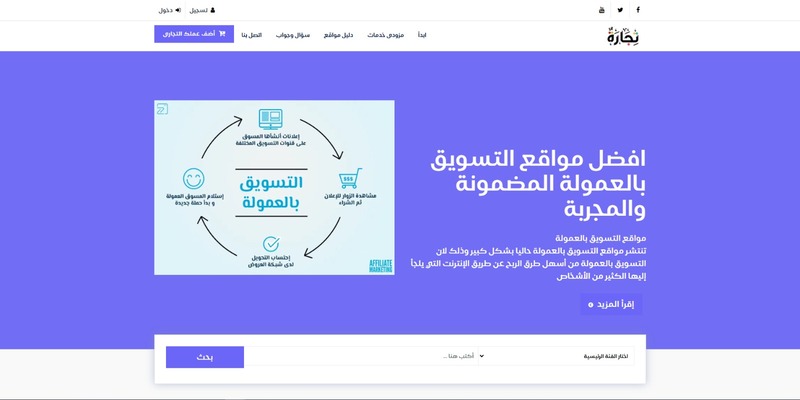 تسجيل
دخول
تجارة
ابدأ
مزودى خدمات
دليل مواقع
سؤال وجواب
اتصل بنا
أضف عملك التجارى
افضل مواقع التسويق
بالعمولة المضمونة
والمجربة
مواقع التسويق بالعمولة
تنتشر مواقع التسويق بالعمولة حاليا بشكل كبير وذلك لان
التسويق بالعمولة من أسهل طرق الربح عن طريق الإنترنت التي يلجأ
إليها الكثير من الأشخاص
إقرأ المزيد
إعلانات أنشأها المسوق
على قنوات التسويق المختلفة
مشاهدة الزوار للإعلان
ثم الشراء
إحتساب التحويل
لدى شبكة العروض
إستلام المسوق العمولة
و بدأ حملة جديدة
التسويق
بالعمولة
AFFILIATE
MARKETING
اختار الفئة الرئيسية
أكتب هنا ...
بحث